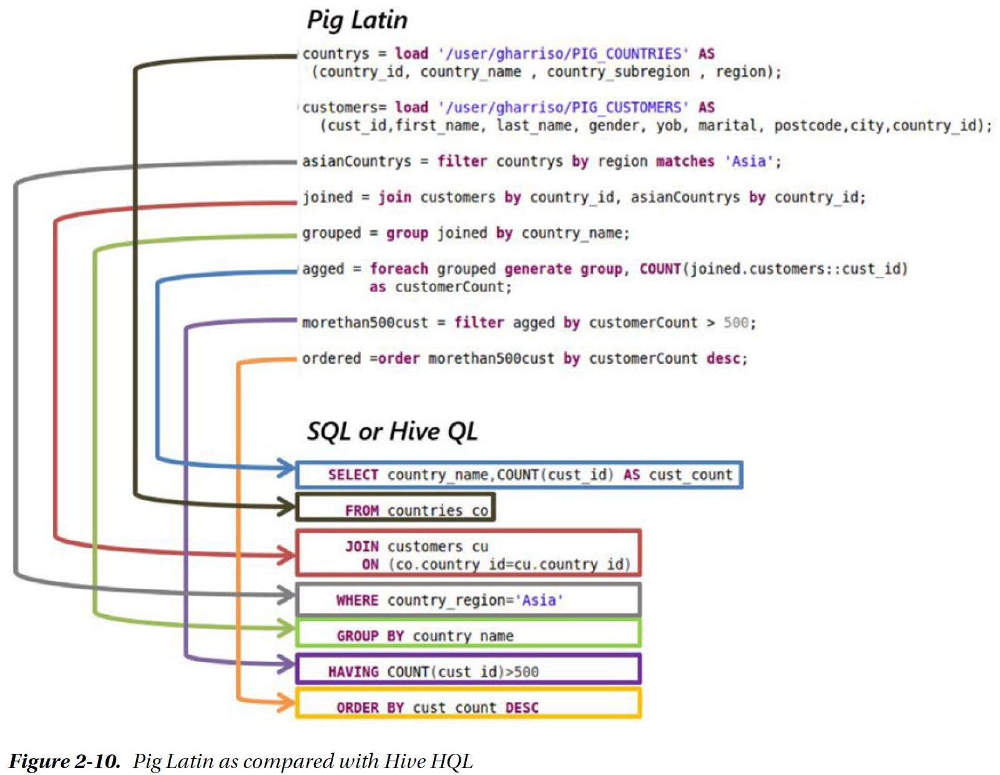 Pig Latin
countrys = load '/user/gharriso/PIG_COUNTRIES' AS
(country_id, country_name , country_subregion , region);
customers= load '/user/gharriso/PIG_CUSTOMERS' AS
(cust_id,first_name, last_name, gender, yob, marital, postcode,city,country_id);
asianCountrys = filter countrys by region matches 'Asia';
joined = join customers by country_id, asianCountrys by country_id;
grouped = group joined by country_name;
agged = foreach grouped generate group, COUNT(joined.customers::cust_id)
as customerCount;
morethan500cust = filter agged by customerCount > 500;
ordered =order morethan500cust by customerCount desc;
SQL or Hive QL
SELECT country_name,COUNT(cust_id) AS cust_count
FROM countries co
JOIN customers cu
ON (co.country_id=cu.country_id)
WHERE country_region='Asia'
GROUP BY country_name
HAVING COUNT(cust_id)>500
ORDER BY cust_count DESC
Figure 2-10. Pig Latin as compared with Hive HQL